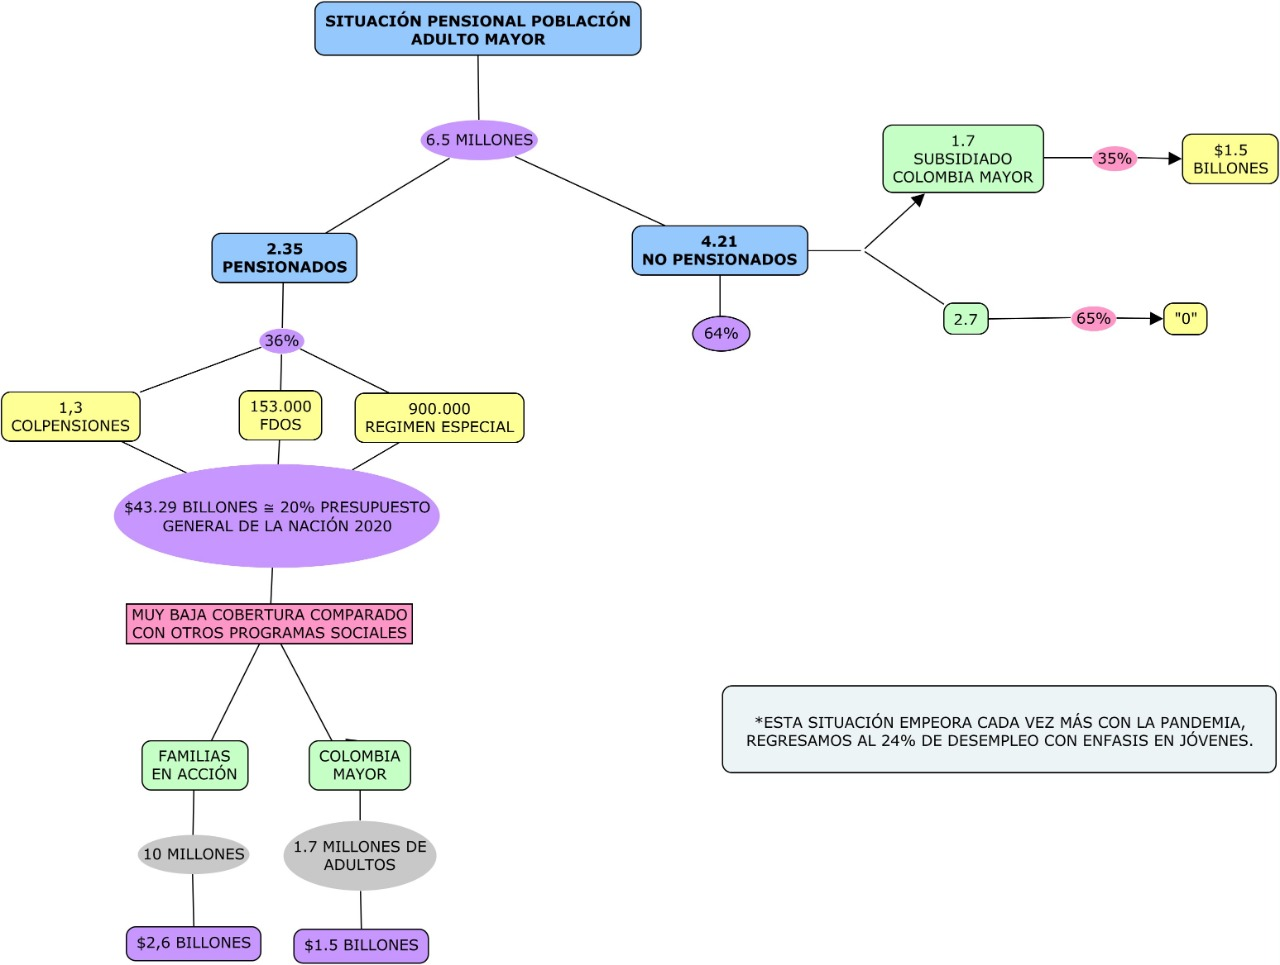 SITUACIÓN PENSIONAL POBLACIÓN
ADULTO MAYOR
6.5 MILLONES
1.7
SUBSIDIADO
COLOMBIA MAYOR
35%
$1.5
BILLONES
2.35
PENSIONADOS
4.21
NO PENSIONADOS
64%
2.7
65%
"0"
36%
1,3
COLPENSIONES
153.000
FDOS
900.000
REGIMEN ESPECIAL
$43.29 BILLONES ≅ 20% PRESUPUESTO
GENERAL DE LA NACIÓN 2020
MUY BAJA COBERTURA COMPARADO
CON OTROS PROGRAMAS SOCIALES
FAMILIAS
EN ACCIÓN
COLOMBIA
MAYOR
10 MILLONES
1.7 MILLONES DE
ADULTOS
$2,6 BILLONES
$1.5 BILLONES
*ESTA SITUACIÓN EMPEORA CADA VEZ MÁS CON LA PANDEMIA,
REGRESAMOS AL 24% DE DESEMPLEO CON ENFASIS EN JÓVENES.